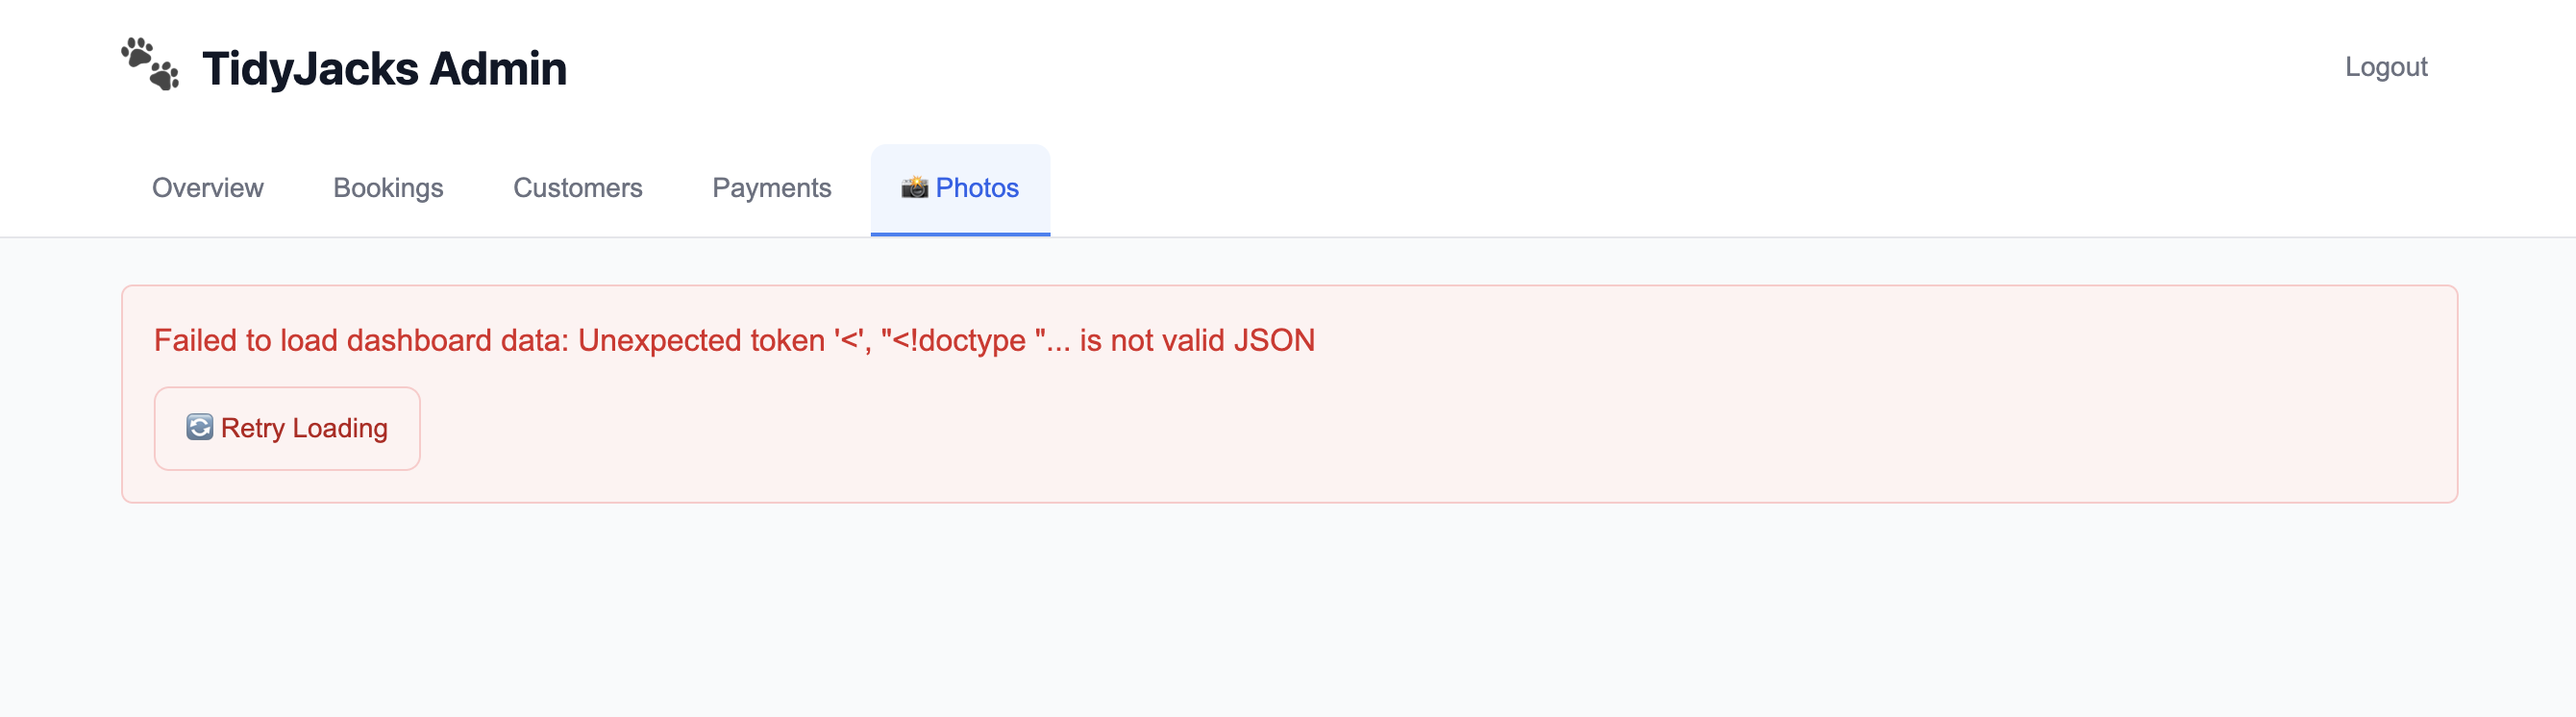 TidyJacks Admin
Logout
Overview
Bookings
Customers
Payments
Photos
Failed to load dashboard data: Unexpected token '<', "<!doctype "... is not valid JSON
Retry Loading